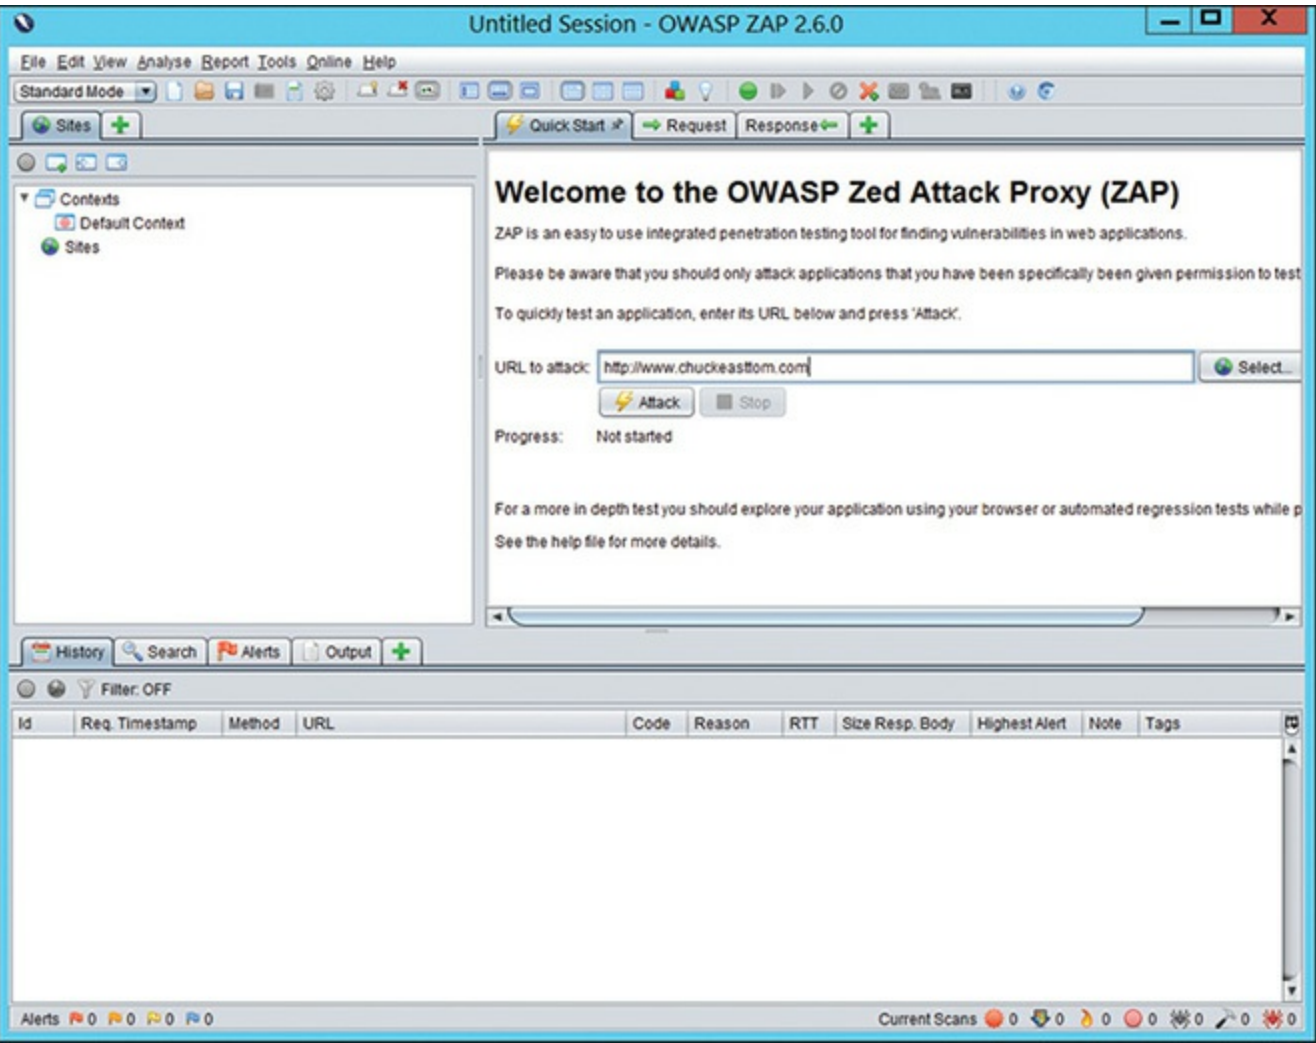 Untitled Session - OWASP ZAP 2.6.0
File Edit View Analyse Report Tools Online Help
Standard Mode
Sites
Quick Start
Request
Response
Contexts
Default Context
Sites
Welcome to the OWASP Zed Attack Proxy (ZAP)
ZAP is an easy to use integrated penetration testing tool for finding vulnerabilities in web applications.
Please be aware that you should only attack applications that you have been specifically been given permission to test
To quickly test an application, enter its URL below and press 'Attack'.
URL to attack: http://www.chuckeasttom.com Select...
Attack Stop
Progress: Not started
For a more in depth test you should explore your application using your browser or automated regression tests while p
See the help file for more details.
History Search Alerts Output
Filter: OFF
Id Req. Timestamp Method URL Code Reason RTT Size Resp. Body Highest Alert Note Tags
Alerts 0 0 0 0 Current Scans 0 0 0 0 0 0 0